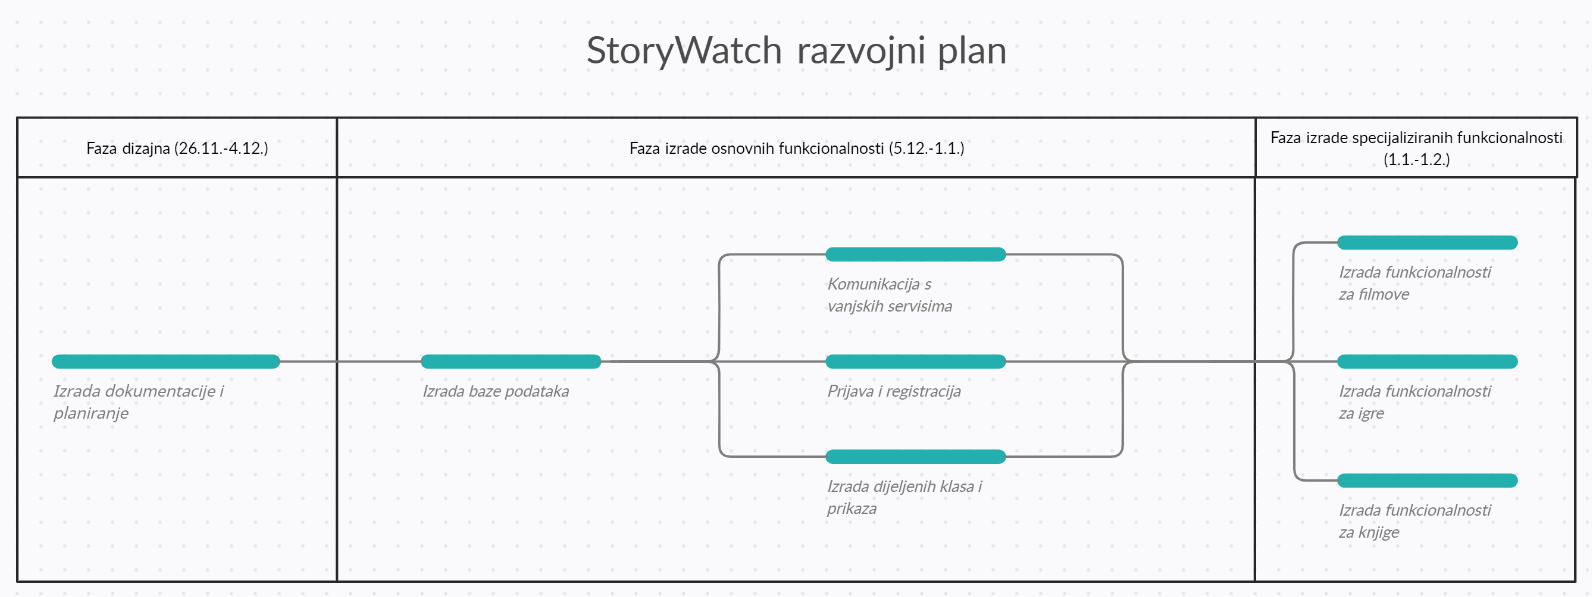 StoryWatch razvojni plan
Faza dizajna (26.11.-4.12.)
Faza izrade osnovnih funkcionalnosti (5.12.-1.1.)
Faza izrade specijaliziranih funkcionalnosti
(1.1.-1.2.)
Izrada dokumentacije i
planiranje
Izrada baze podataka
Komunikacija s
vanjskih servisima
Prijava i registracija
Izrada dijeljenih klasa i
prikaza
Izrada funkcionalnosti
za filmove
Izrada funkcionalnosti
za igre
Izrada funkcionalnosti
za knjige